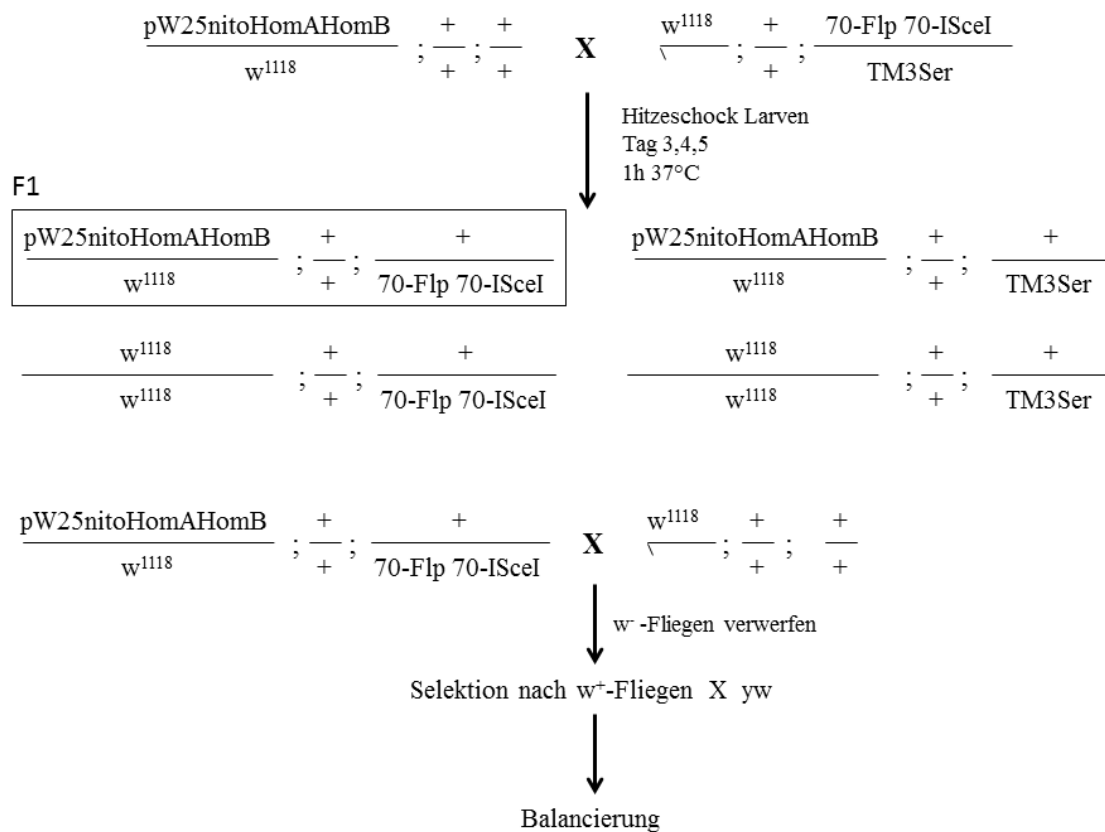 pW25nitoHomAHomB / w¹¹¹⁸ ; + / + ; + / + X w¹¹¹⁸ ; + / + ; 70-Flp 70-ISceI / TM3Ser
Hitzeschock Larven
Tag 3,4,5
1h 37°C
F1
pW25nitoHomAHomB / w¹¹¹⁸ ; + / + ; + / 70-Flp 70-ISceI
pW25nitoHomAHomB / w¹¹¹⁸ ; + / + ; + / TM3Ser
w¹¹¹⁸ / w¹¹¹⁸ ; + / + ; + / 70-Flp 70-ISceI
w¹¹¹⁸ / w¹¹¹⁸ ; + / + ; + / TM3Ser
pW25nitoHomAHomB / w¹¹¹⁸ ; + / + ; + / 70-Flp 70-ISceI X w¹¹¹⁸ ; + / + ; + / +
w⁻ -Fliegen verwerfen
Selektion nach w⁺-Fliegen X yw
Balancierung